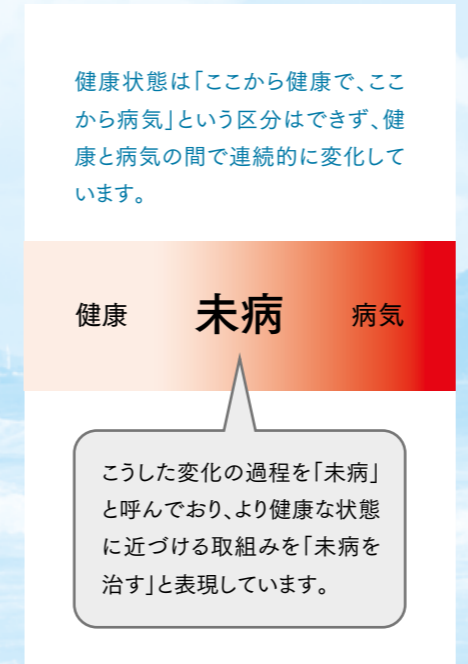 健康状態は「ここから健康で、ここ
から病気」という区分はできず、健
康と病気の間で連続的に変化して
います。
健康 未病 病気
こうした変化の過程を「未病」
と呼んでおり、より健康な状態
に近づける取組みを「未病を
治す」と表現しています。